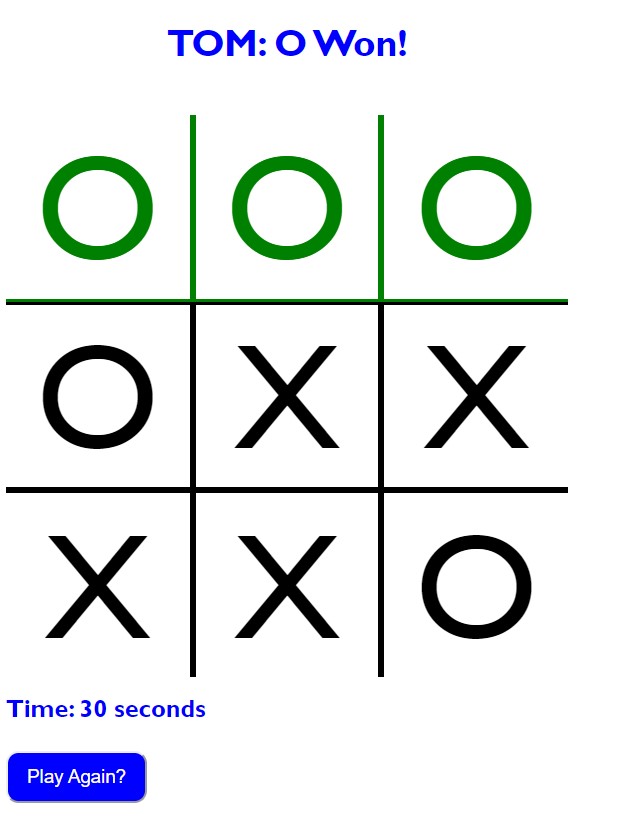 TOM: O Won!
O O O
O X X
X X O
Time: 30 seconds
Play Again?